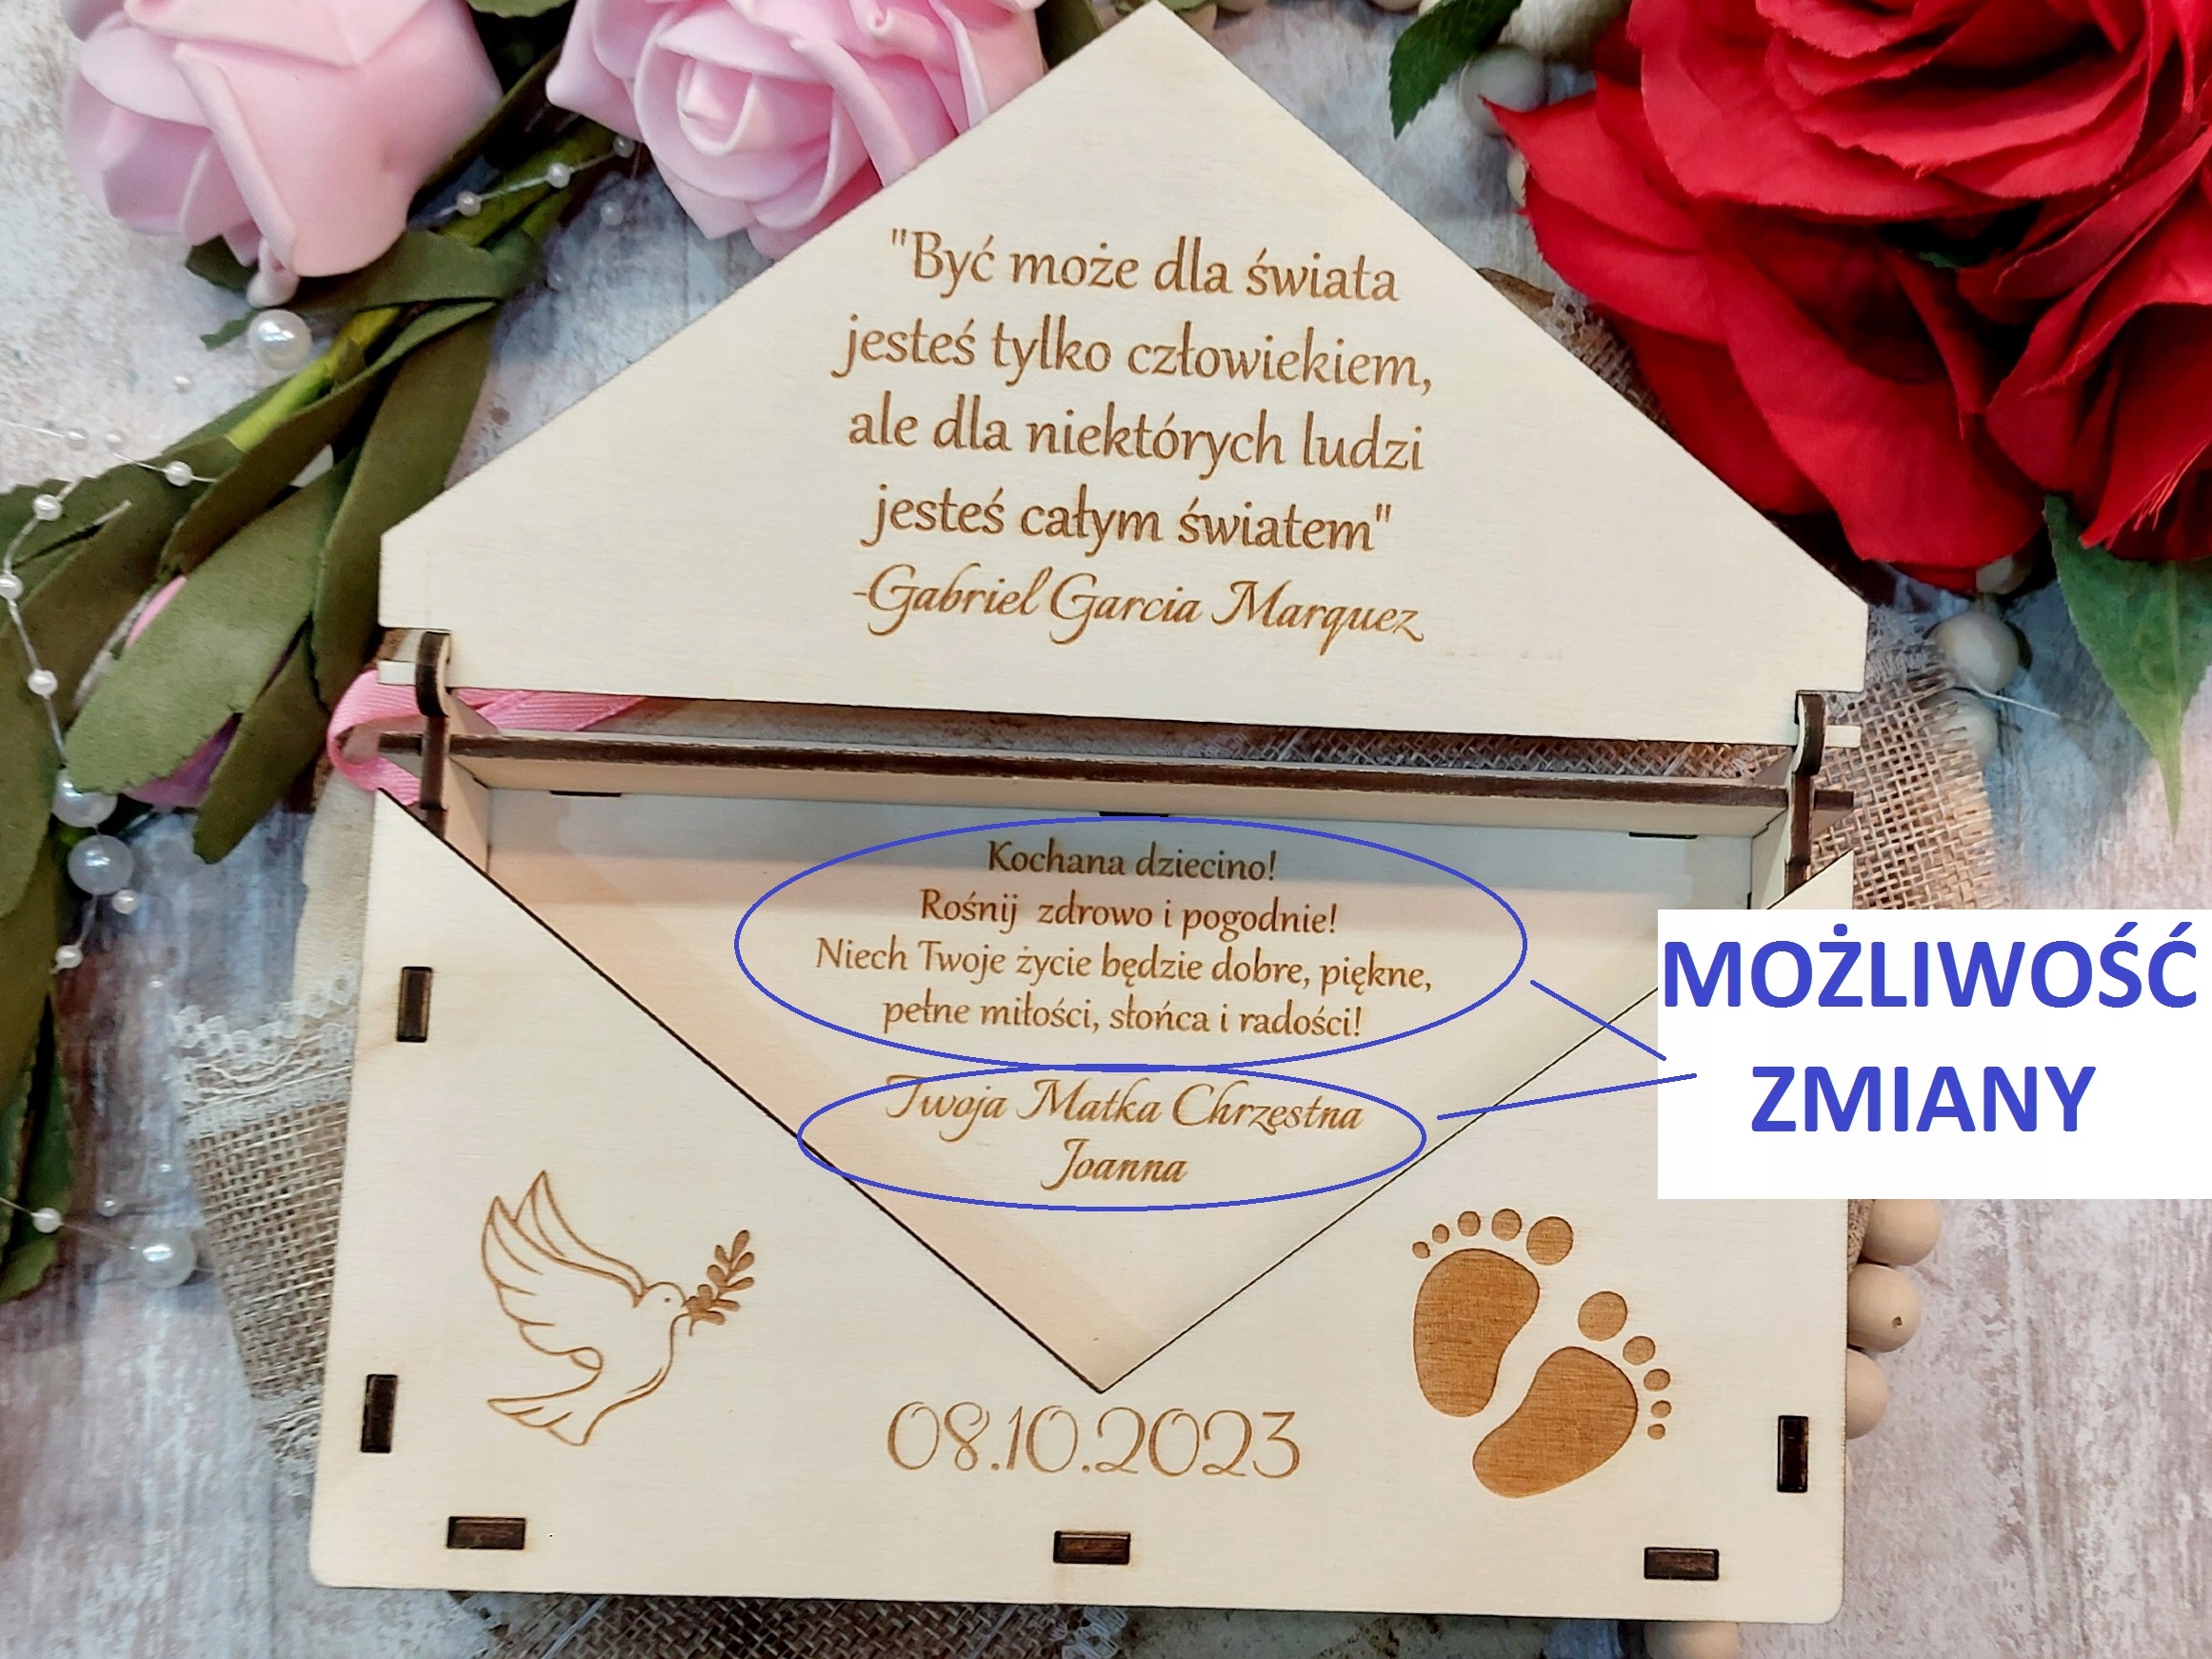 "Być może dla świata
jesteś tylko człowiekiem,
ale dla niektórych ludzi
jesteś całym światem"
-Gabriel Garcia Marquez
Kochana dziecino!
Rośnij zdrowo i pogodnie!
Niech Twoje życie będzie dobre, piękne,
pełne miłości, słońca i radości!
Twoja Matka Chrzęstna
Joanna
MOŻLIWOŚĆ
ZMIANY
08.10.2023